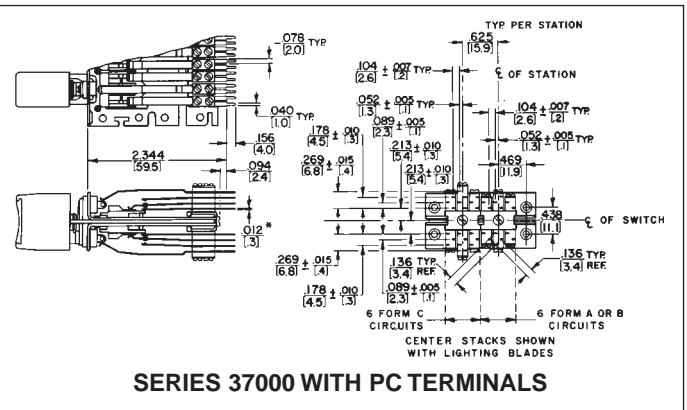 TYP PER STATION
.625
[15.9]
.078 TYP.
[2.0]
.104 ± .007 TYP.
[2.6] [.2]
℄ OF STATION
.052 ± .005 TYP.
[1.3] [.1]
.104 ± .007 TYP.
[2.6] [.2]
.040 TYP.
[1.0]
.089 ± .005
[2.3] [.1]
.178 ± .010
[4.5] [.3]
.052 ± .005 TYP.
[1.3] [.1]
.156
[4.0]
.213 ± .010
[5.4] [.3]
2.344
[59.5]
.269 ± .015
[6.8] [.4]
.469
[11.9]
.094
[2.4]
.213 ± .010
[5.4] [.3]
.438
[11.1]
℄ OF SWITCH
.012 *
[.3]
.269 ± .015
[6.8] [.4]
.136 TYP.
[3.4] REF.
.136 TYP.
[3.4] REF.
.178 ± .010
[4.5] [.3]
.089 ± .005
[2.3] [.1]
6 FORM C
CIRCUITS
6 FORM A OR B
CIRCUITS
CENTER STACKS SHOWN
WITH LIGHTING BLADES
SERIES 37000 WITH PC TERMINALS